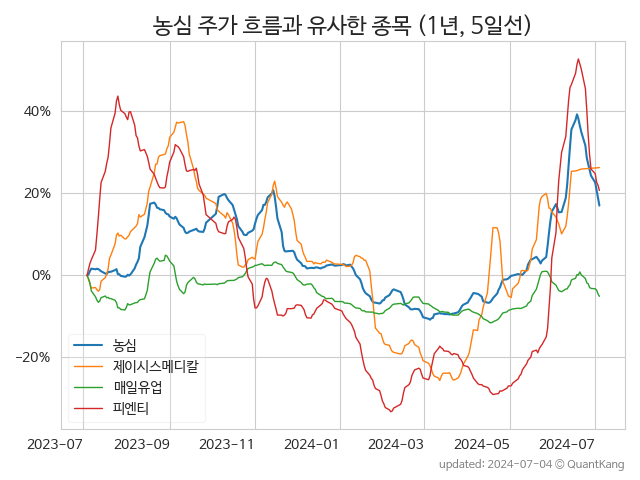 농심 주가 흐름과 유사한 종목 (1년, 5일선)
40%
20%
0%
−20%
농심
제이시스메디칼
매일유업
피엔티
2023-07 2023-09 2023-11 2024-01 2024-03 2024-05 2024-07
updated: 2024-07-04 © QuantKang